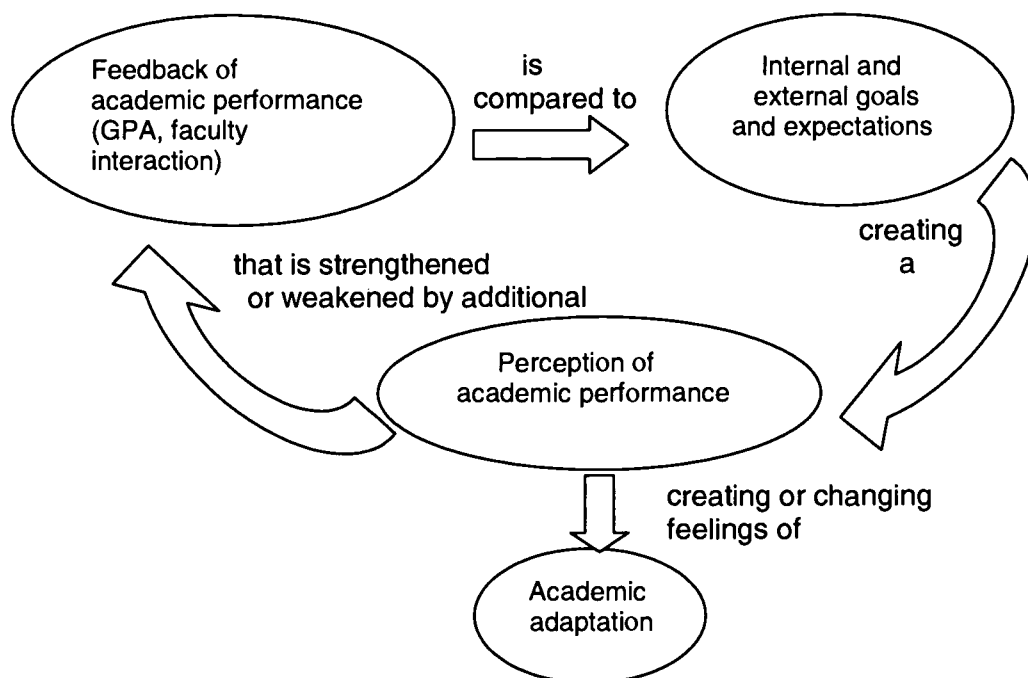 Feedback of
academic performance
(GPA, faculty
interaction)
is
compared to
Internal and
external goals
and expectations
creating
a
that is strengthened
or weakened by additional
Perception of
academic performance
creating or changing
feelings of
Academic
adaptation